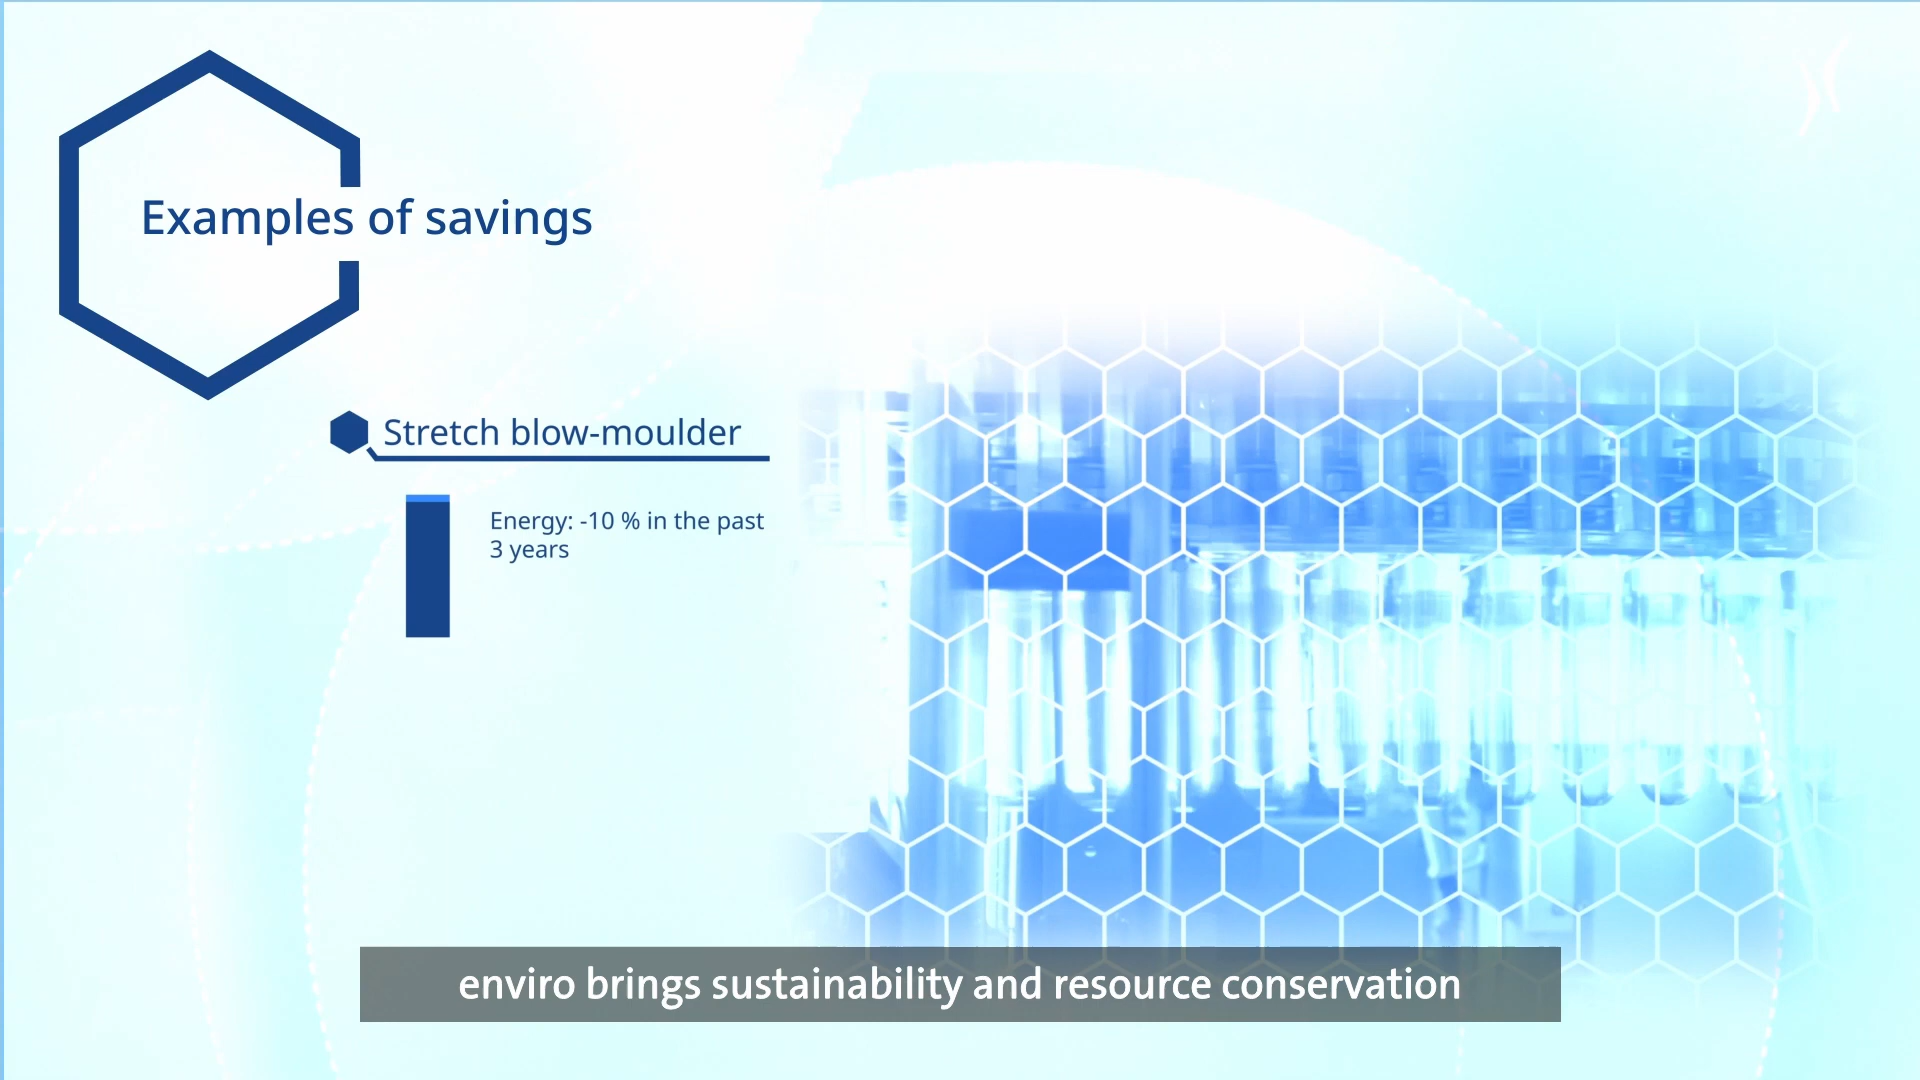 Examples of savings
Stretch blow-moulder
Energy: -10 % in the past
3 years
enviro brings sustainability and resource conservation